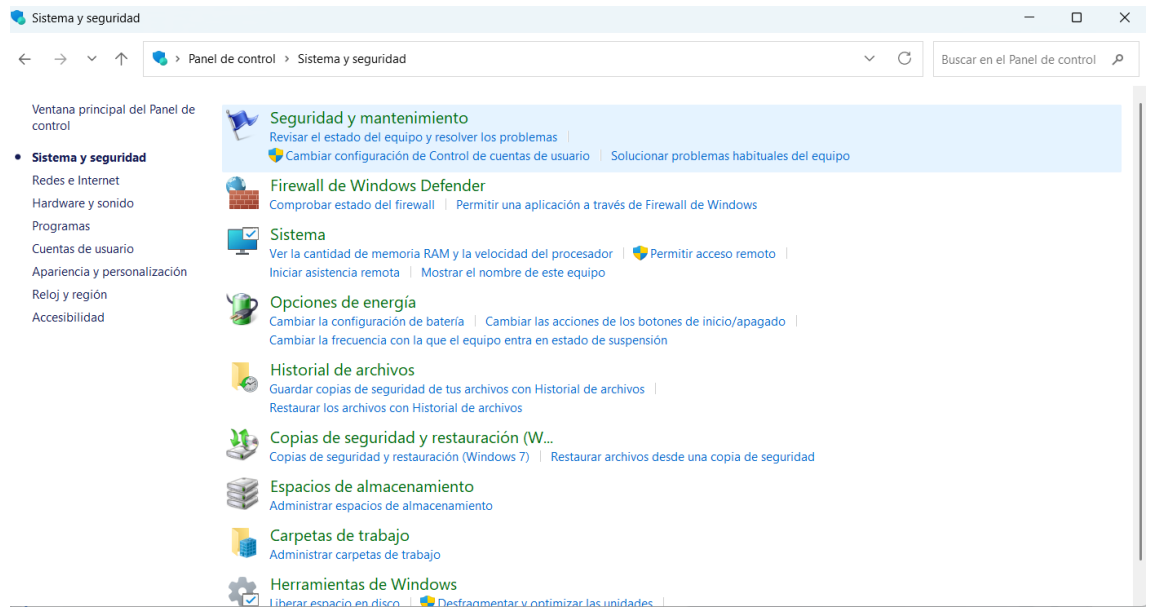 Sistema y seguridad
Panel de control › Sistema y seguridad
Buscar en el Panel de control
Ventana principal del Panel de
control
Sistema y seguridad
Redes e Internet
Hardware y sonido
Programas
Cuentas de usuario
Apariencia y personalización
Reloj y región
Accesibilidad
Seguridad y mantenimiento
Revisar el estado del equipo y resolver los problemas
Cambiar configuración de Control de cuentas de usuario | Solucionar problemas habituales del equipo
Firewall de Windows Defender
Comprobar estado del firewall | Permitir una aplicación a través de Firewall de Windows
Sistema
Ver la cantidad de memoria RAM y la velocidad del procesador | Permitir acceso remoto
Iniciar asistencia remota | Mostrar el nombre de este equipo
Opciones de energía
Cambiar la configuración de batería | Cambiar las acciones de los botones de inicio/apagado
Cambiar la frecuencia con la que el equipo entra en estado de suspensión
Historial de archivos
Guardar copias de seguridad de tus archivos con Historial de archivos
Restaurar los archivos con Historial de archivos
Copias de seguridad y restauración (W...
Copias de seguridad y restauración (Windows 7) | Restaurar archivos desde una copia de seguridad
Espacios de almacenamiento
Administrar espacios de almacenamiento
Carpetas de trabajo
Administrar carpetas de trabajo
Herramientas de Windows
Liberar espacio en disco | Desfragmentar y optimizar las unidades